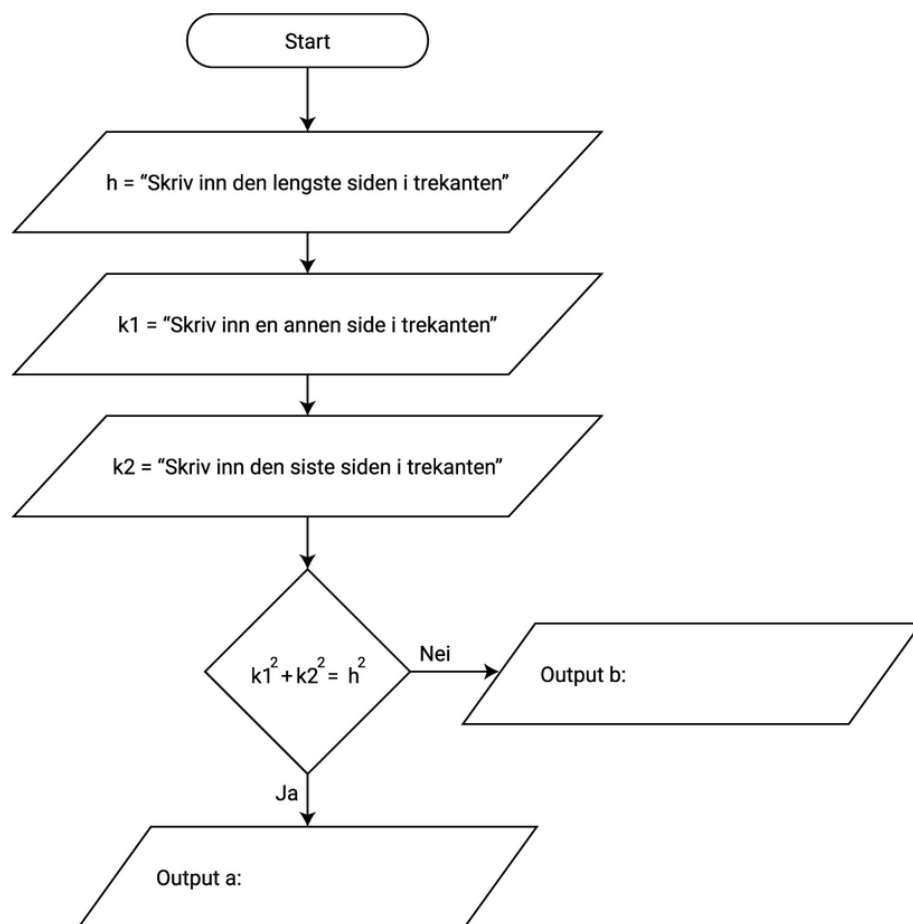 Start
h = “Skriv inn den lengste siden i trekanten”
k1 = “Skriv inn en annen side i trekanten”
k2 = “Skriv inn den siste siden i trekanten”
k1² + k2² = h²
Nei
Output b:
Ja
Output a: